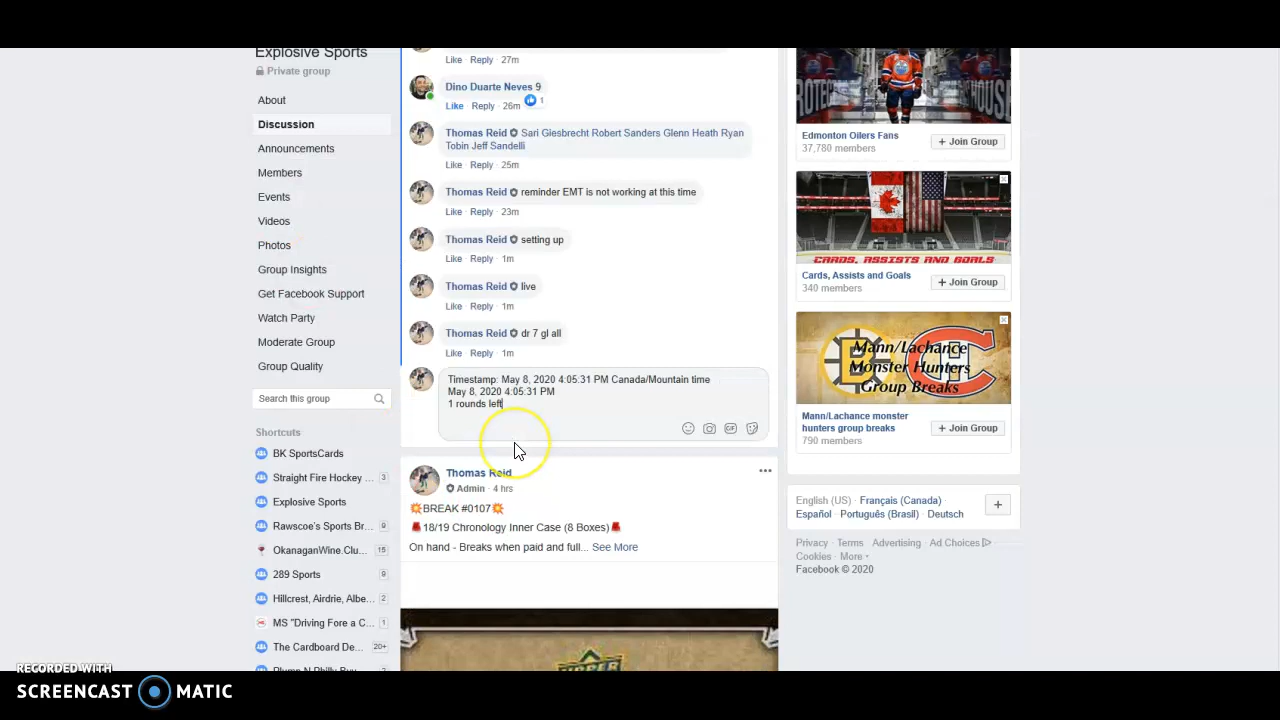 Explosive Sports
Private group
About
Discussion
Announcements
Members
Events
Videos
Photos
Group Insights
Get Facebook Support
Watch Party
Moderate Group
Group Quality
Search this group
Shortcuts
BK SportsCards
Straight Fire Hockey ... 3
Explosive Sports
Rawscoe's Sports Br... 9
OkanaganWine.Clu... 15
289 Sports 9
Hillcrest, Airdrie, Albe... 2
MS "Driving Fore a C... 1
The Cardboard De... 20+
Plump N Philly Buy
Like Reply 27m
Dino Duarte Neves 9
Like Reply 26m 1
Thomas Reid Sari Giesbrecht Robert Sanders Glenn Heath Ryan
Tobin Jeff Sandelli
Like Reply 25m
Thomas Reid reminder EMT is not working at this time
Like Reply 23m
Thomas Reid setting up
Like Reply 1m
Thomas Reid live
Like Reply 1m
Thomas Reid dr 7 gl all
Like Reply 1m
Timestamp: May 8, 2020 4:05:31 PM Canada/Mountain time
May 8, 2020 4:05:31 PM
1 rounds left
GIF
Thomas Reid
Admin · 4 hrs
💥BREAK #0107💥
18/19 Chronology Inner Case (8 Boxes)
On hand - Breaks when paid and full... See More
UPPER
PROTEC
HOUSE
Edmonton Oilers Fans
37,780 members
+ Join Group
CARDS, ASSISTS AND GOALS
Cards, Assists and Goals
340 members
+ Join Group
Mann/Lachance
Monster Hunters
Group Breaks
Mann/Lachance monster
hunters group breaks
790 members
+ Join Group
English (US) · Français (Canada) ·
Español · Português (Brasil) · Deutsch
+
Privacy · Terms · Advertising · Ad Choices ·
Cookies · More
Facebook © 2020
RECORDED WITH
SCREENCAST MATIC